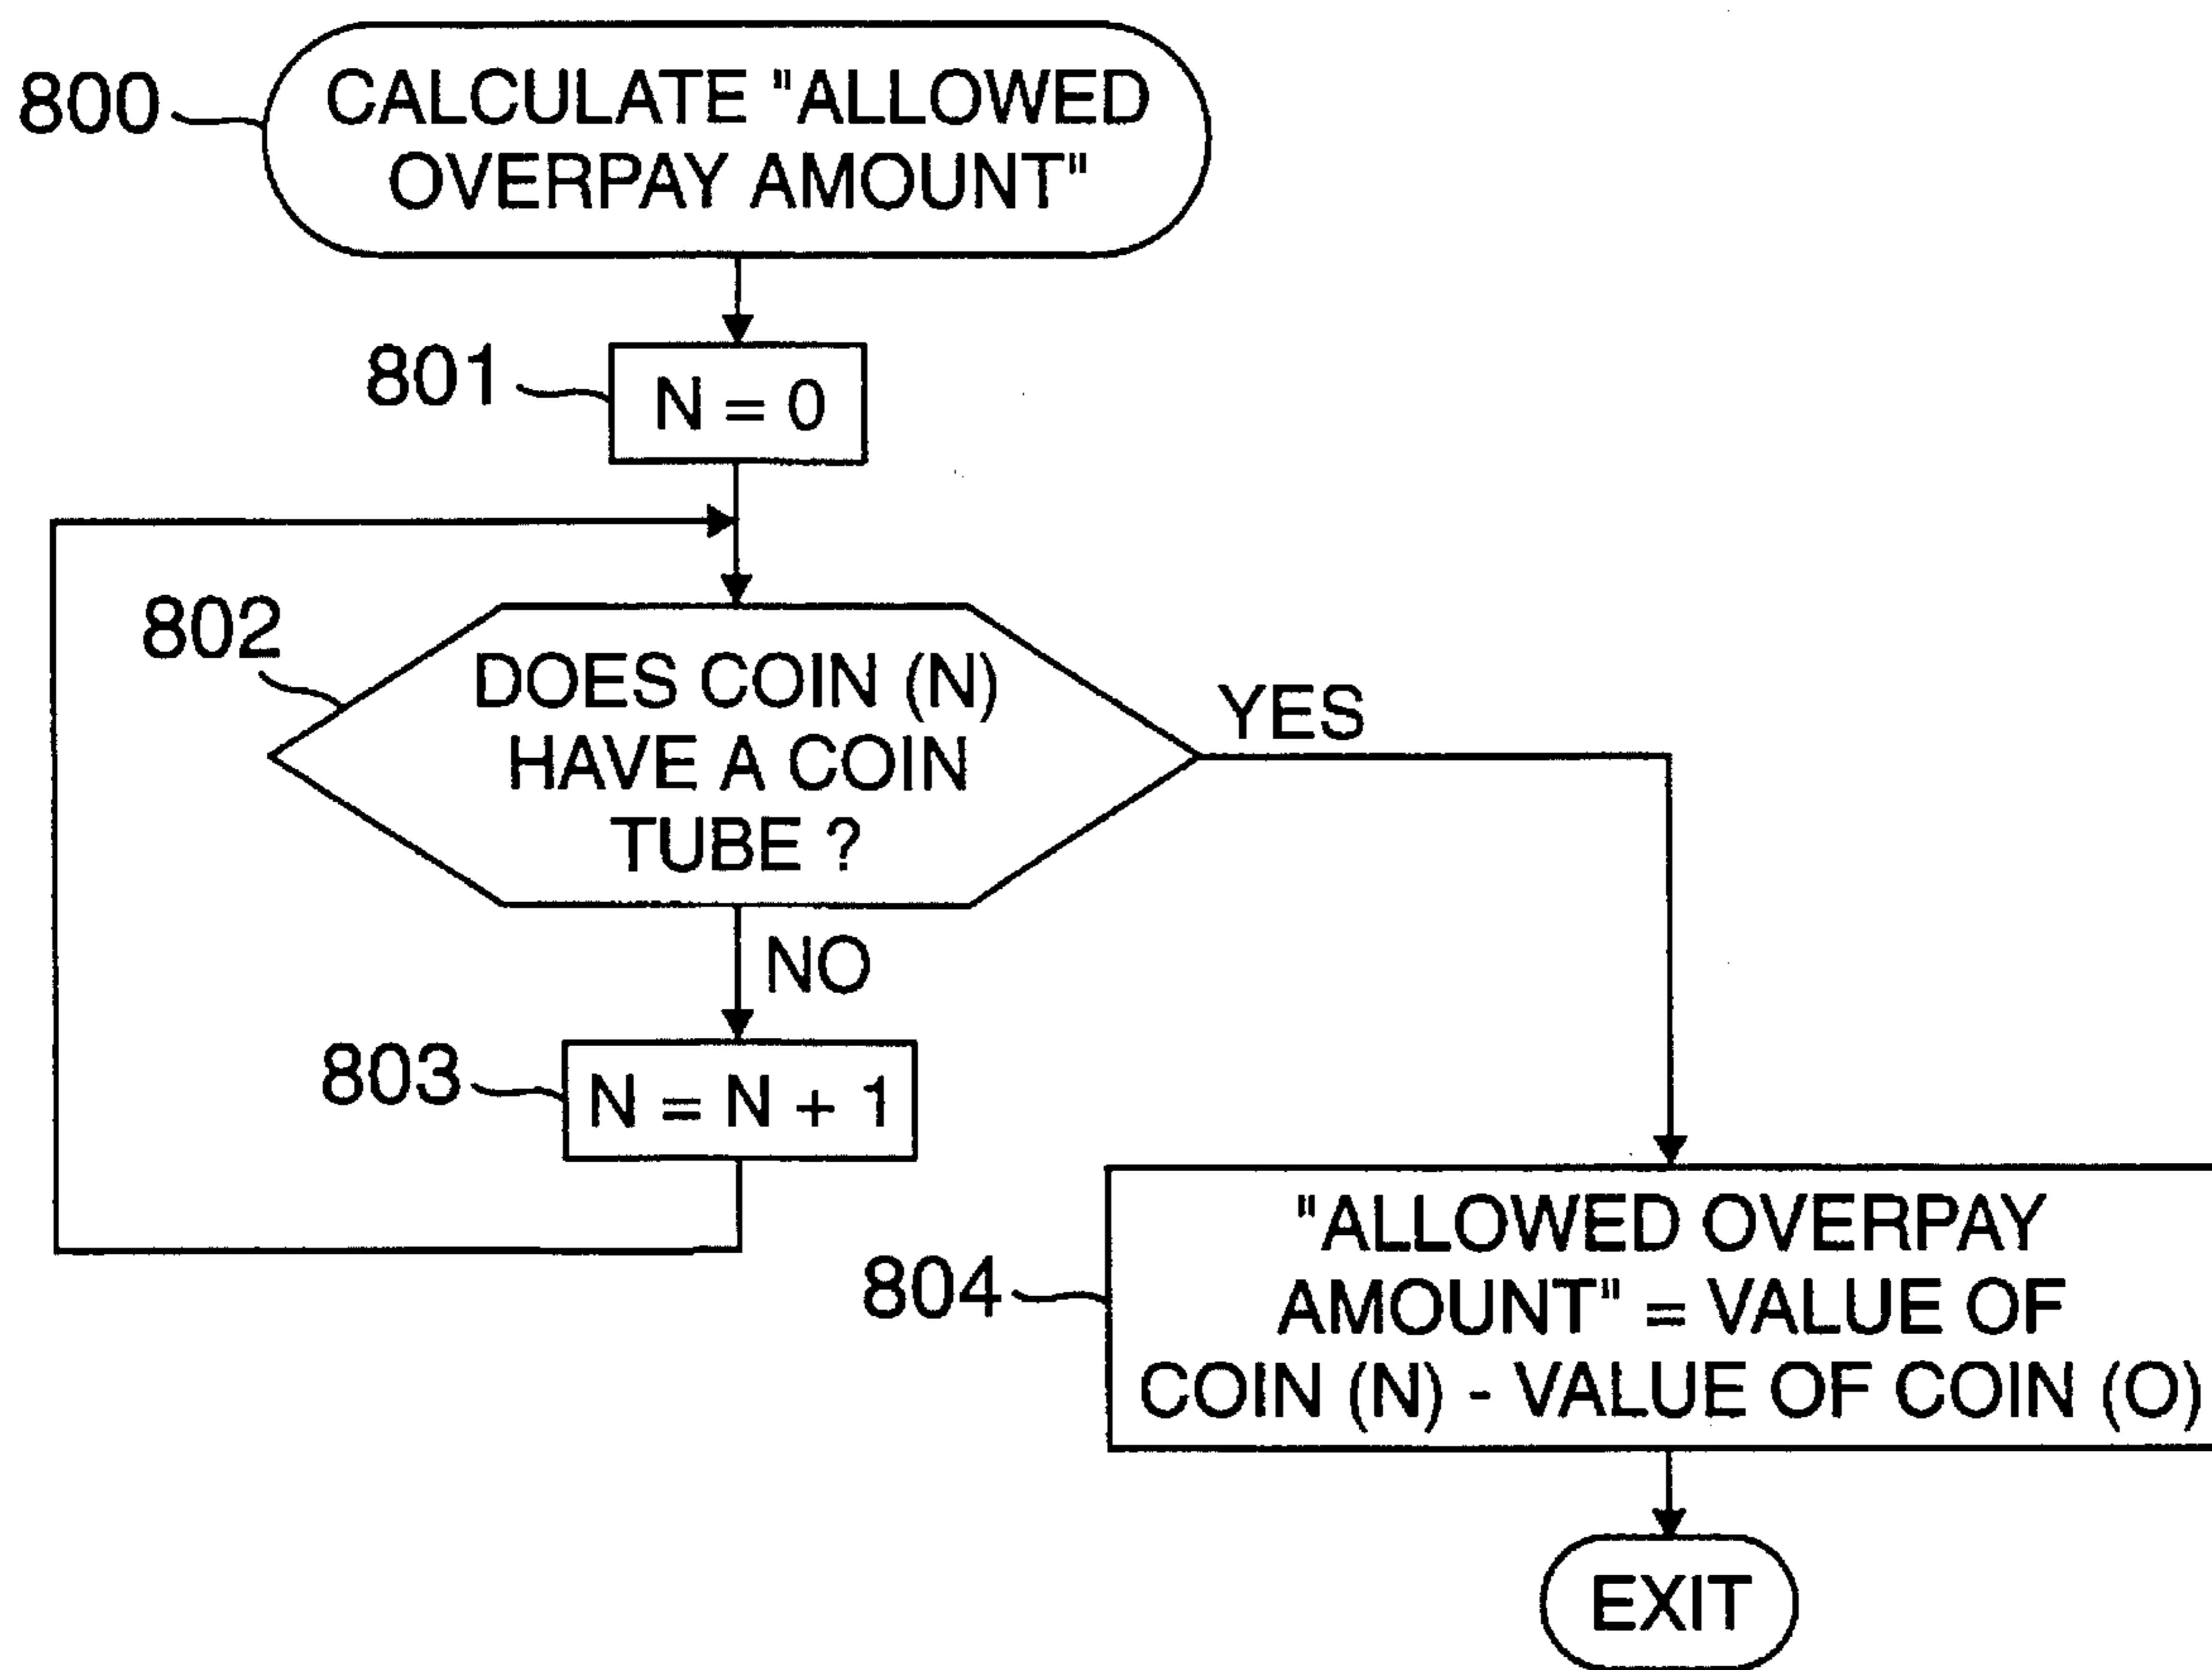 800
CALCULATE "ALLOWED
OVERPAY AMOUNT"
801
N = 0
802
DOES COIN (N)
HAVE A COIN
TUBE ?
YES
NO
803
N = N + 1
804
"ALLOWED OVERPAY
AMOUNT" = VALUE OF
COIN (N) - VALUE OF COIN (O)
EXIT